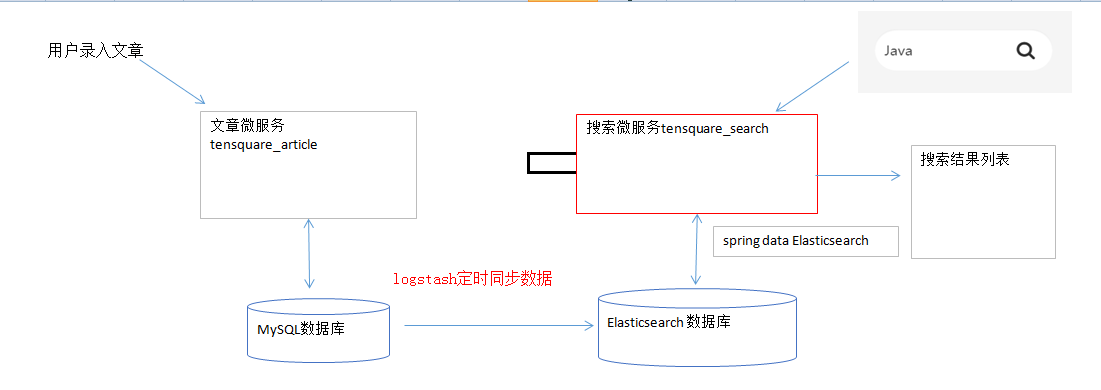 用户录入文章
Java
文章微服务
tensquare_article
搜索微服务tensquare_search
搜索结果列表
spring data Elasticsearch
logstash定时同步数据
MySQL数据库
Elasticsearch 数据库